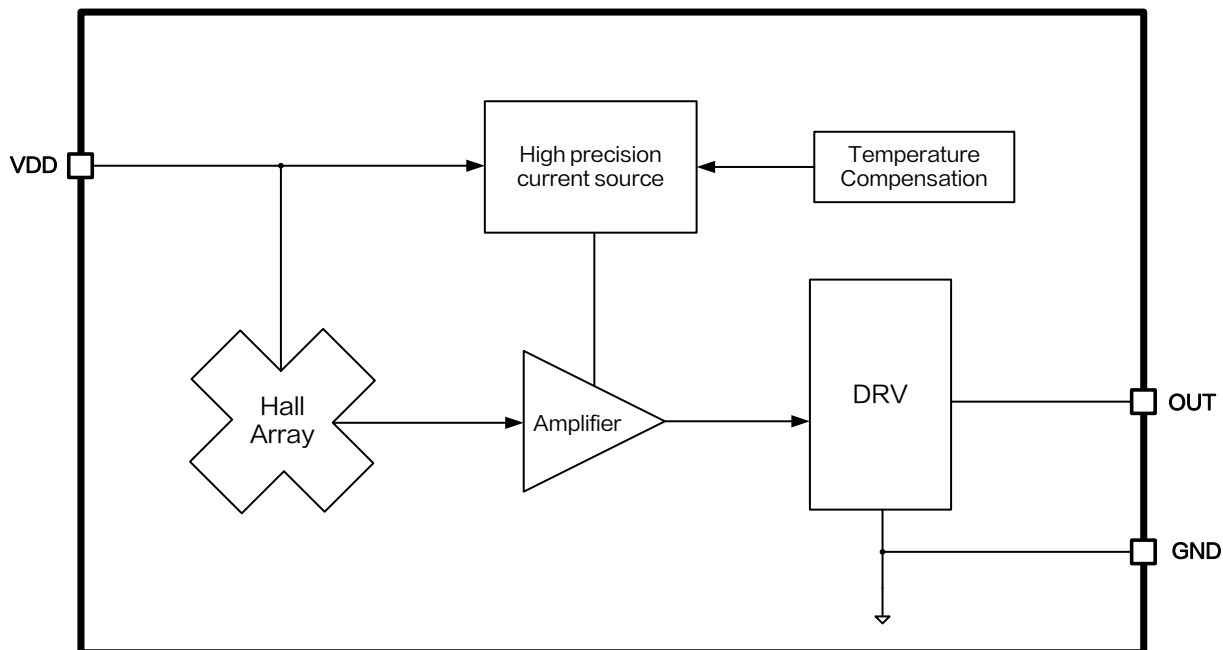 VDD
High precision
current source
Temperature
Compensation
Hall
Array
Amplifier
DRV
OUT
GND